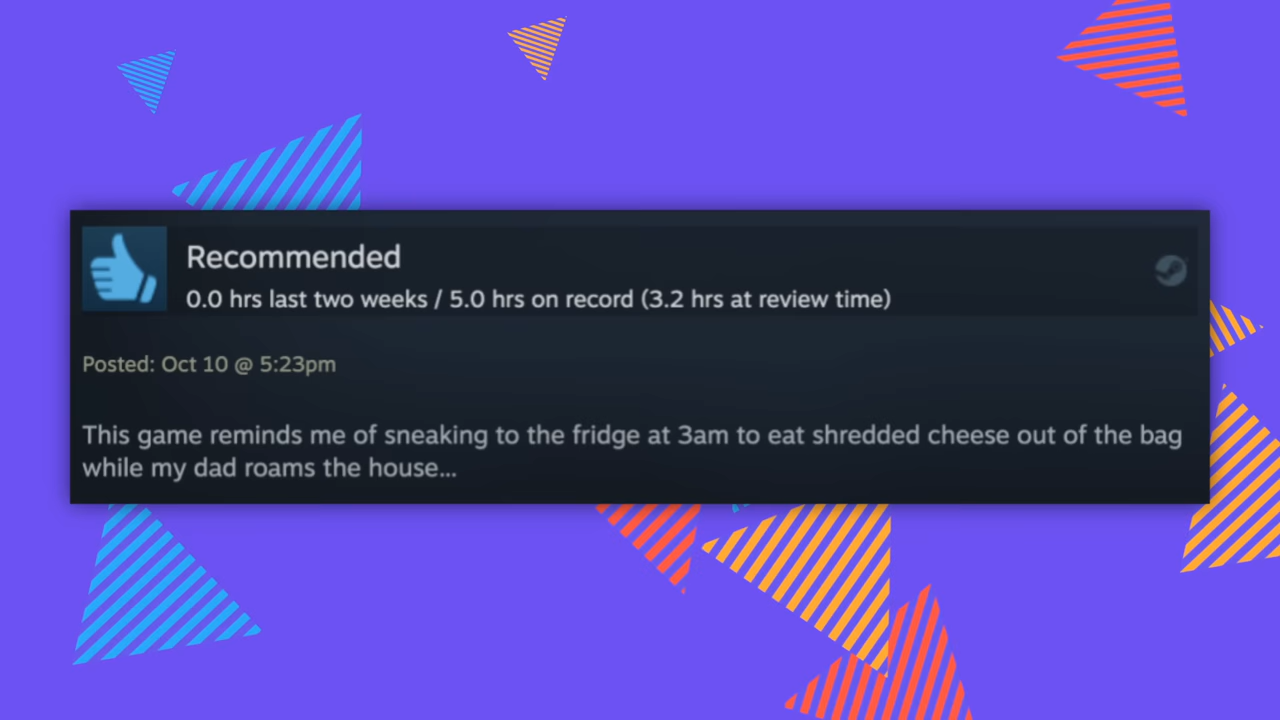 Recommended
0.0 hrs last two weeks / 5.0 hrs on record (3.2 hrs at review time)
Posted: Oct 10 @ 5:23pm
This game reminds me of sneaking to the fridge at 3am to eat shredded cheese out of the bag
while my dad roams the house...